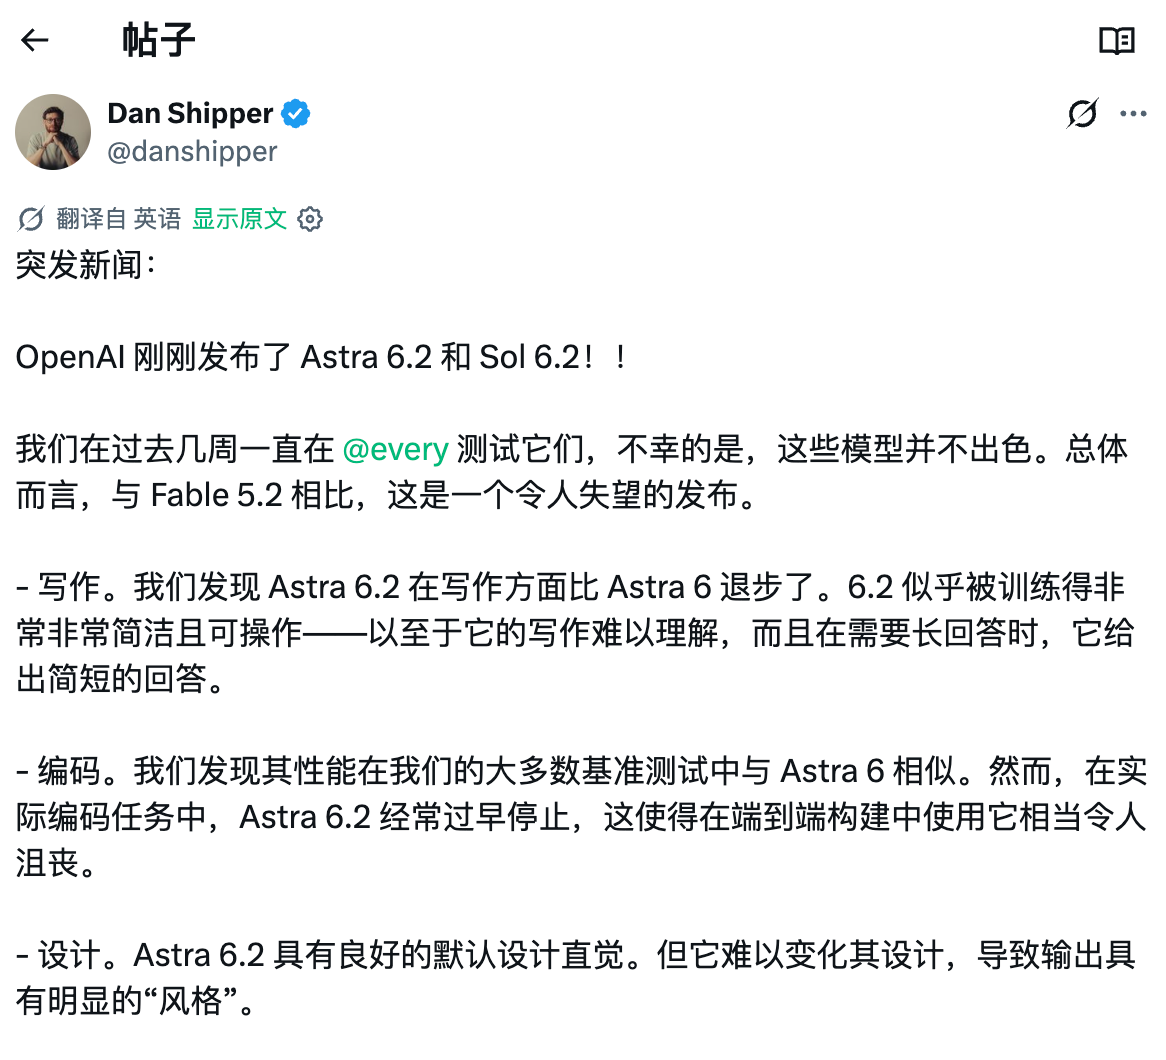 帖子
Dan Shipper
@danshipper
翻译自 英语 显示原文
突发新闻：
OpenAI 刚刚发布了 Astra 6.2 和 Sol 6.2！！
我们在过去几周一直在 @every 测试它们，不幸的是，这些模型并不出色。总体
而言，与 Fable 5.2 相比，这是一个令人失望的发布。
- 写作。我们发现 Astra 6.2 在写作方面比 Astra 6 退步了。6.2 似乎被训练得非
常非常简洁且可操作——以至于它的写作难以理解，而且在需要长回答时，它给
出简短的回答。
- 编码。我们发现其性能在我们的大多数基准测试中与 Astra 6 相似。然而，在实
际编码任务中，Astra 6.2 经常过早停止，这使得在端到端构建中使用它相当令人
沮丧。
- 设计。Astra 6.2 具有良好的默认设计直觉。但它难以变化其设计，导致输出具
有明显的“风格”。